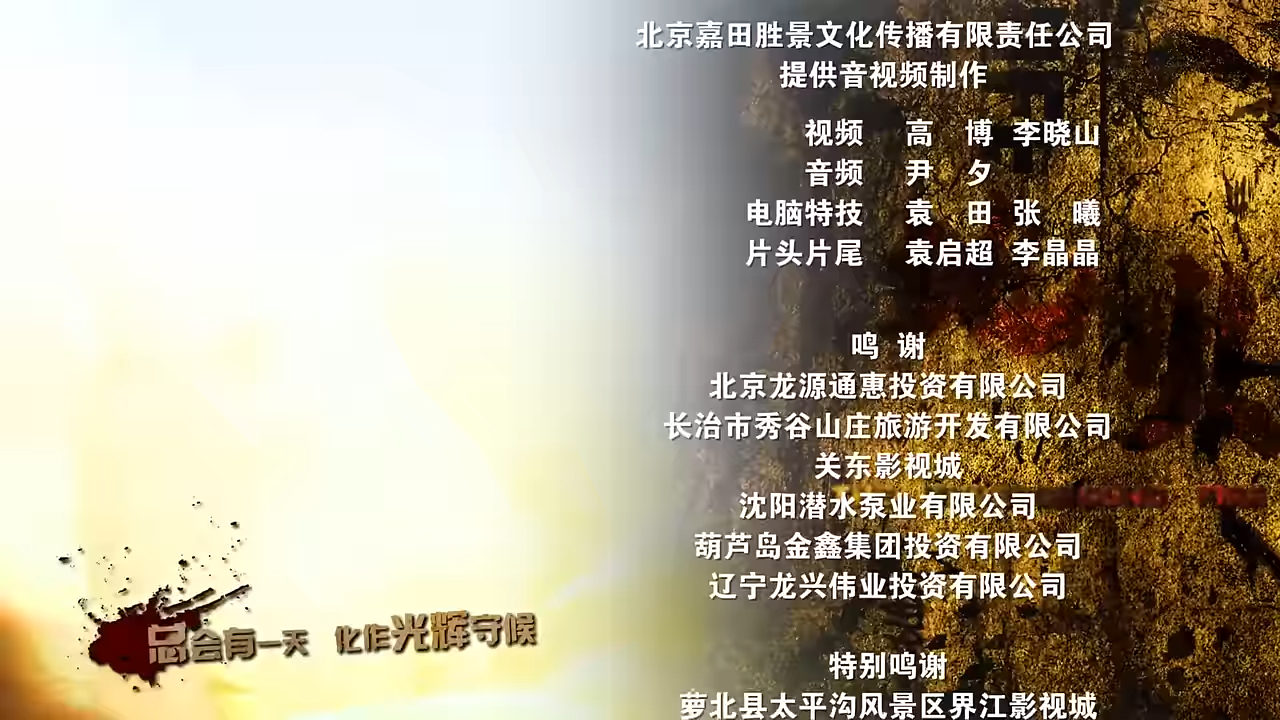 北京嘉田胜景文化传播有限责任公司
提供音视频制作
视频 高 博 李晓山
音频 尹 夕
电脑特技 袁 田 张 曦
片头片尾 袁启超 李晶晶
鸣 谢
北京龙源通惠投资有限公司
长治市秀谷山庄旅游开发有限公司
关东影视城
沈阳潜水泵业有限公司
葫芦岛金鑫集团投资有限公司
辽宁龙兴伟业投资有限公司
总会有一天 化作光辉守候
特别鸣谢
萝北县太平沟风景区界江影视城